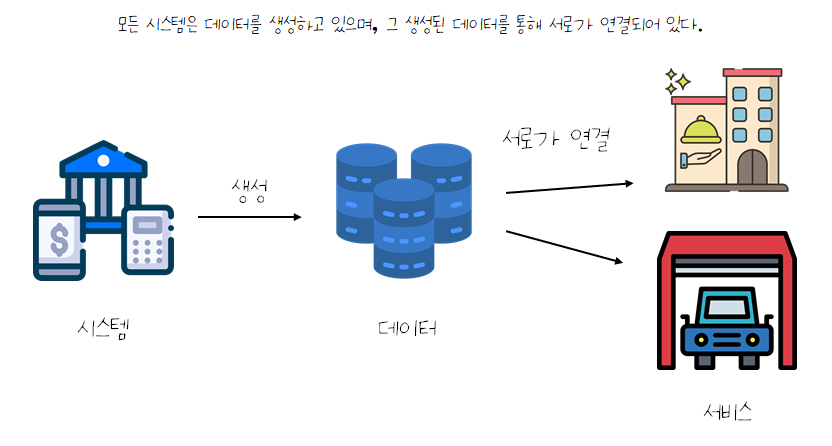 모든 시스템은 데이터를 생성하고 있으며, 그 생성된 데이터를 통해 서로가 연결되어 있다.
서로가 연결
생성
$
시스템
데이터
서비스